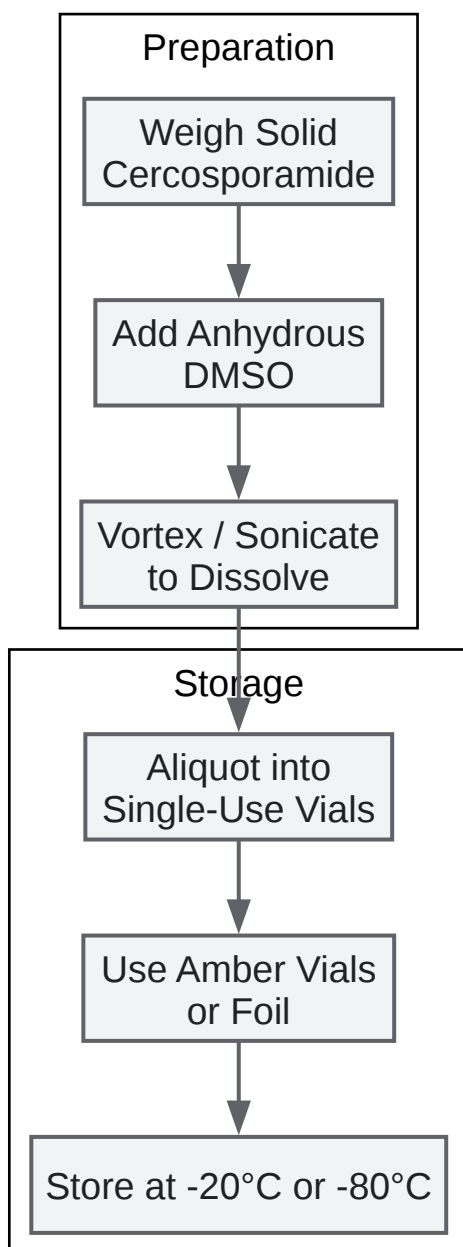 Preparation
Weigh Solid
Cercosporamide
Add Anhydrous
DMSO
Vortex / Sonicate
to Dissolve
Storage
Aliquot into
Single-Use Vials
Use Amber Vials
or Foil
Store at -20°C or -80°C